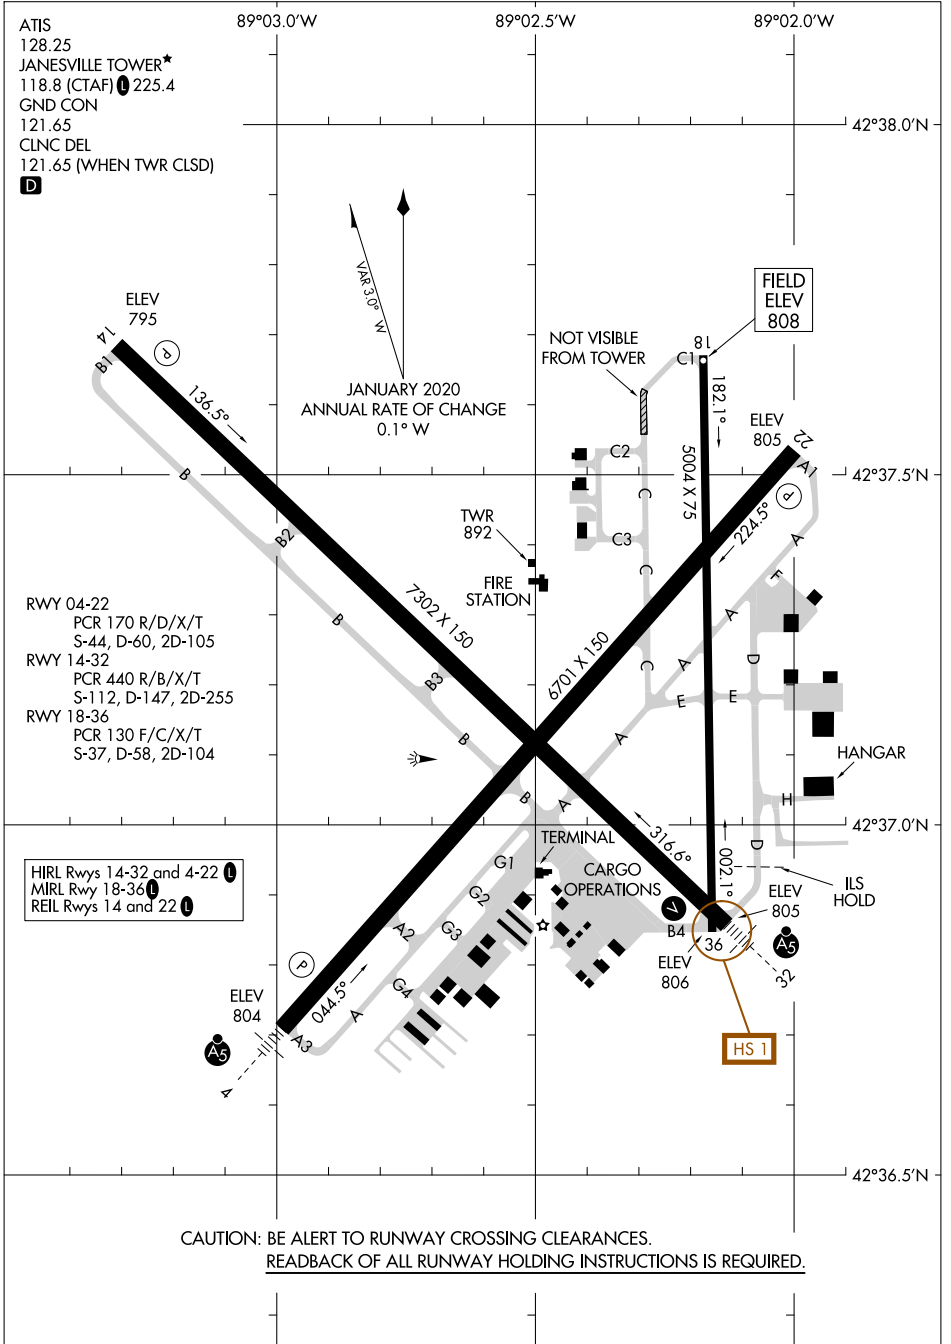 ATIS
128.25
JANESVILLE TOWER★
118.8 (CTAF) L 225.4
GND CON
121.65
CLNC DEL
121.65 (WHEN TWR CLSD)
D
89°03.0'W
89°02.5'W
89°02.0'W
42°38.0'N
VAR 3.0° W
JANUARY 2020
ANNUAL RATE OF CHANGE
0.1° W
FIELD
ELEV
808
ELEV
795
14
P
B1
136.5°
NOT VISIBLE
FROM TOWER
C1
18
182.1°
ELEV
805
22
A1
P
42°37.5'N
224.5°
5004 X 75
C2
C
C3
C
C
B
B2
B
B3
B
B
TWR
892
FIRE
STATION
7302 X 150
6701 X 150
A
F
A
A
A
A
E
E
D
D
H
HANGAR
RWY 04-22
PCR 170 R/D/X/T
S-44, D-60, 2D-105
RWY 14-32
PCR 440 R/B/X/T
S-112, D-147, 2D-255
RWY 18-36
PCR 130 F/C/X/T
S-37, D-58, 2D-104
42°37.0'N
HIRL Rwys 14-32 and 4-22 L
MIRL Rwy 18-36 L
REIL Rwys 14 and 22 L
TERMINAL
CARGO
OPERATIONS
316.6°
002.1°
ILS
HOLD
G1
G2
G3
G4
A2
V
B4
36
ELEV
805
ELEV
806
A5
32
HS 1
P
044.5°
A
A3
ELEV
804
A5
4
42°36.5'N
CAUTION: BE ALERT TO RUNWAY CROSSING CLEARANCES.
READBACK OF ALL RUNWAY HOLDING INSTRUCTIONS IS REQUIRED.